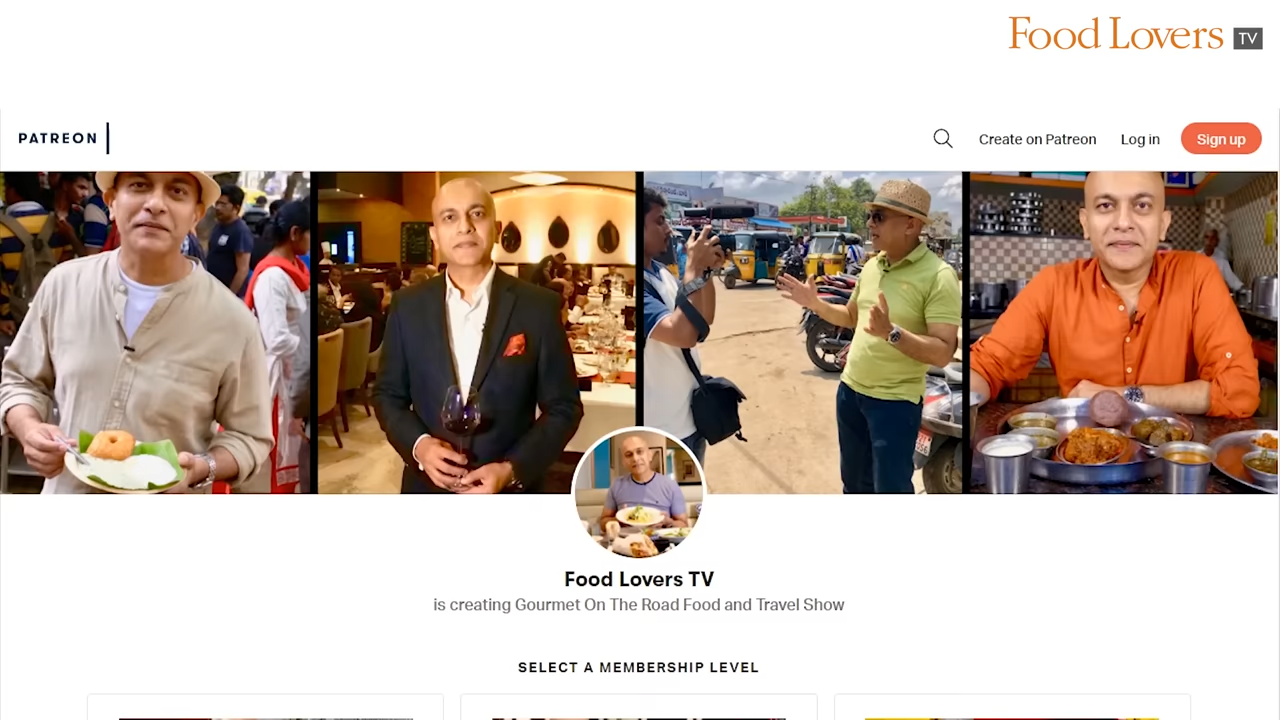 Food Lovers TV
PATREON
Create on Patreon
Log in
Sign up
Food Lovers TV
is creating Gourmet On The Road Food and Travel Show
SELECT A MEMBERSHIP LEVEL